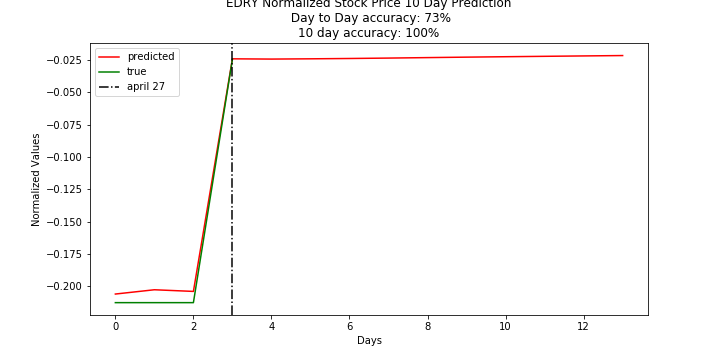 EDRY Normalized Stock Price 10 Day Prediction
Day to Day accuracy: 73%
10 day accuracy: 100%
predicted
true
april 27
−0.025
−0.050
−0.075
−0.100
−0.125
−0.150
−0.175
−0.200
Normalized Values
0 2 4 6 8 10 12
Days